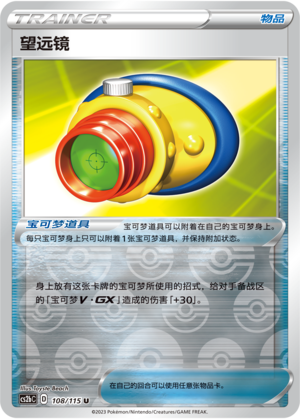 TRAINER
物品
望远镜
宝可梦道具
宝可梦道具可以附着在自己的宝可梦身上。
每只宝可梦身上只可以附着1张宝可梦道具，并保持附加状态。
身上放有这张卡牌的宝可梦所使用的招式，给对手备战区
的「宝可梦V・GX」造成的伤害「+30」。
Illus. Toyste Beach
CS2bC D 108/115 U
在自己的回合可以使用任意张物品卡。
©2023 Pokémon/Nintendo/Creatures/GAME FREAK.